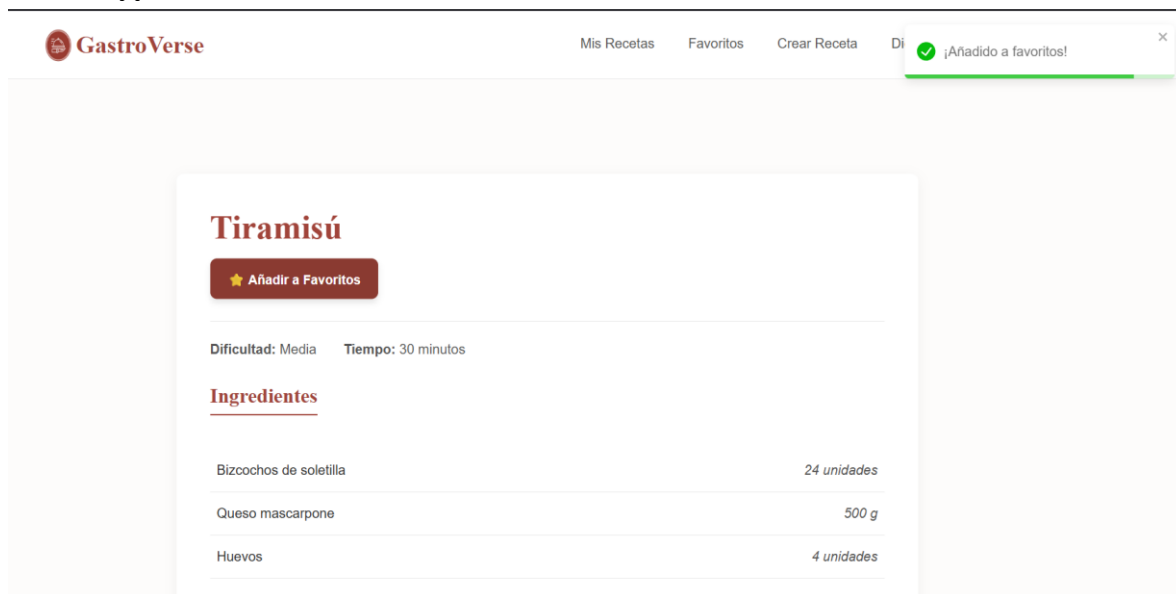 GastroVerse Mis Recetas Favoritos Crear Receta
¡Añadido a favoritos!
Tiramisú
Añadir a Favoritos
Dificultad: Media Tiempo: 30 minutos
Ingredientes
Bizcochos de soletilla 24 unidades
Queso mascarpone 500 g
Huevos 4 unidades